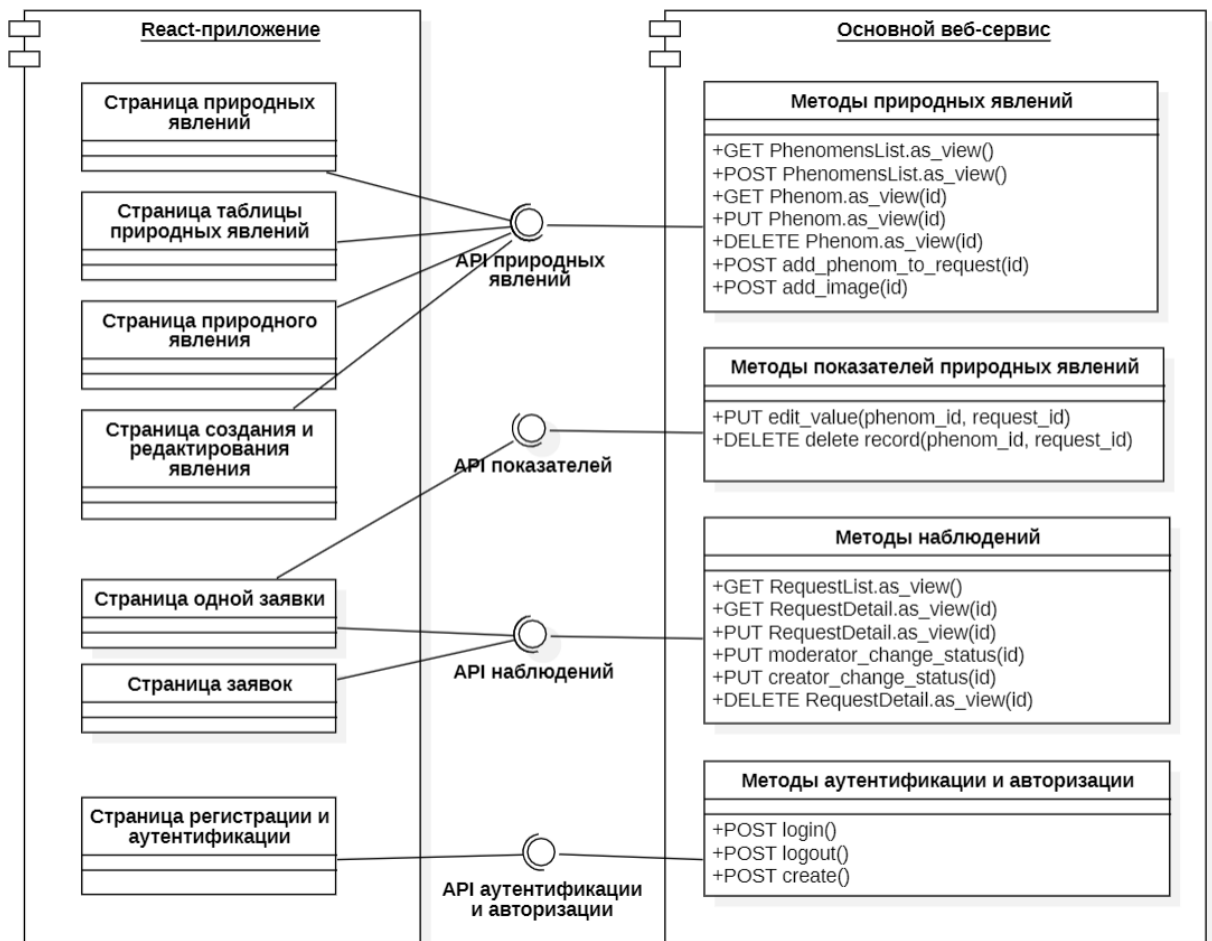 React-приложение
Страница природных
явлений
Страница таблицы
природных явлений
Страница природного
явления
Страница создания и
редактирования
явления
Страница одной заявки
Страница заявок
Страница регистрации и
аутентификации
API природных
явлений
API показателей
API наблюдений
API аутентификации
и авторизации
Основной веб-сервис
Методы природных явлений
+GET PhenomensList.as_view()
+POST PhenomensList.as_view()
+GET Phenom.as_view(id)
+PUT Phenom.as_view(id)
+DELETE Phenom.as_view(id)
+POST add_phenom_to_request(id)
+POST add_image(id)
Методы показателей природных явлений
+PUT edit_value(phenom_id, request_id)
+DELETE delete record(phenom_id, request_id)
Методы наблюдений
+GET RequestList.as_view()
+GET RequestDetail.as_view(id)
+PUT RequestDetail.as_view(id)
+PUT moderator_change_status(id)
+PUT creator_change_status(id)
+DELETE RequestDetail.as_view(id)
Методы аутентификации и авторизации
+POST login()
+POST logout()
+POST create()